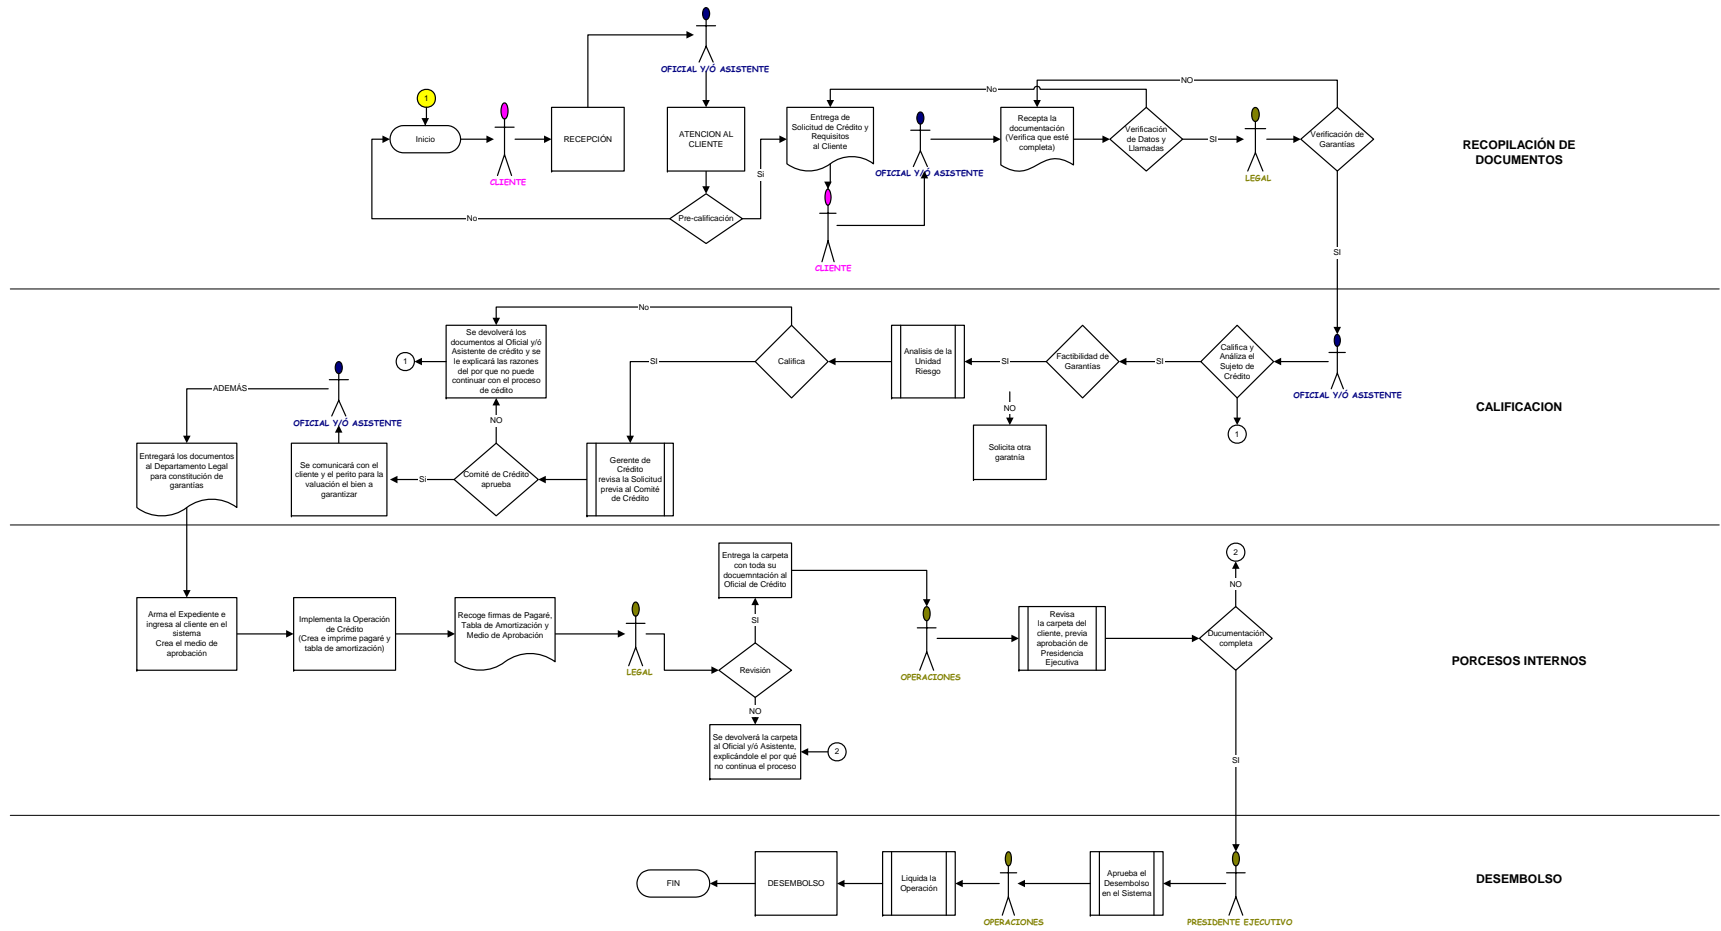 OFICIAL Y/Ó ASISTENTE
1
Inicio
CLIENTE
RECEPCIÓN
ATENCION AL
CLIENTE
Pre-calificación
No
Si
Entrega de
Solicitud de Crédito y
Requisitos
al Cliente
CLIENTE
OFICIAL Y/Ó ASISTENTE
Recepta la
documentación
(Verifica que esté
completa)
No
Verificación
de Datos y
Llamadas
SI
LEGAL
NO
Verificación de
Garantías
SI
RECOPILACIÓN DE
DOCUMENTOS
OFICIAL Y/Ó ASISTENTE
Califica y
Análiza el
Sujeto de
Crédito
1
SI
Factibilidad de
Garantías
SI
NO
Solicita otra
garatnía
Analisis de la
Unidad
Riesgo
Califica
No
SI
Se devolverá los
documentos al Oficial y/ó
Asistente de crédito y se
le explicará las razones
del por que no puede
continuar con el proceso
de cédito
1
Gerente de
Crédito
revisa la Solicitud
previa al Comité
de Crédito
Comité de Crédito
aprueba
NO
Si
Se comunicará con el
cliente y el perito para la
valuación el bien a
garantizar
OFICIAL Y/Ó ASISTENTE
ADEMÁS
Entregará los documentos
al Departamento Legal
para constitución de
garantías
CALIFICACION
Arma el Expediente e
ingresa al cliente en el
sistema
Crea el medio de
aprobación
Implementa la Operación
de Crédito
(Crea e imprime pagaré y
tabla de amortización)
Recoge firmas de Pagaré,
Tabla de Amortización y
Medio de Aprobación
LEGAL
Revisión
SI
Entrega la carpeta
con toda su
docuemntación al
Oficial de Crédito
NO
Se devolverá la carpeta
al Oficial y/ó Asistente,
explicándole el por qué
no continua el proceso
2
OPERACIONES
Revisa
la carpeta del
cliente, previa
aprobación de
Presidencia
Ejecutiva
Ducumentación
completa
NO
2
SI
PORCESOS INTERNOS
PRESIDENTE EJECUTIVO
Aprueba el
Desembolso
en el Sistema
OPERACIONES
Liquida la
Operación
DESEMBOLSO
FIN
DESEMBOLSO